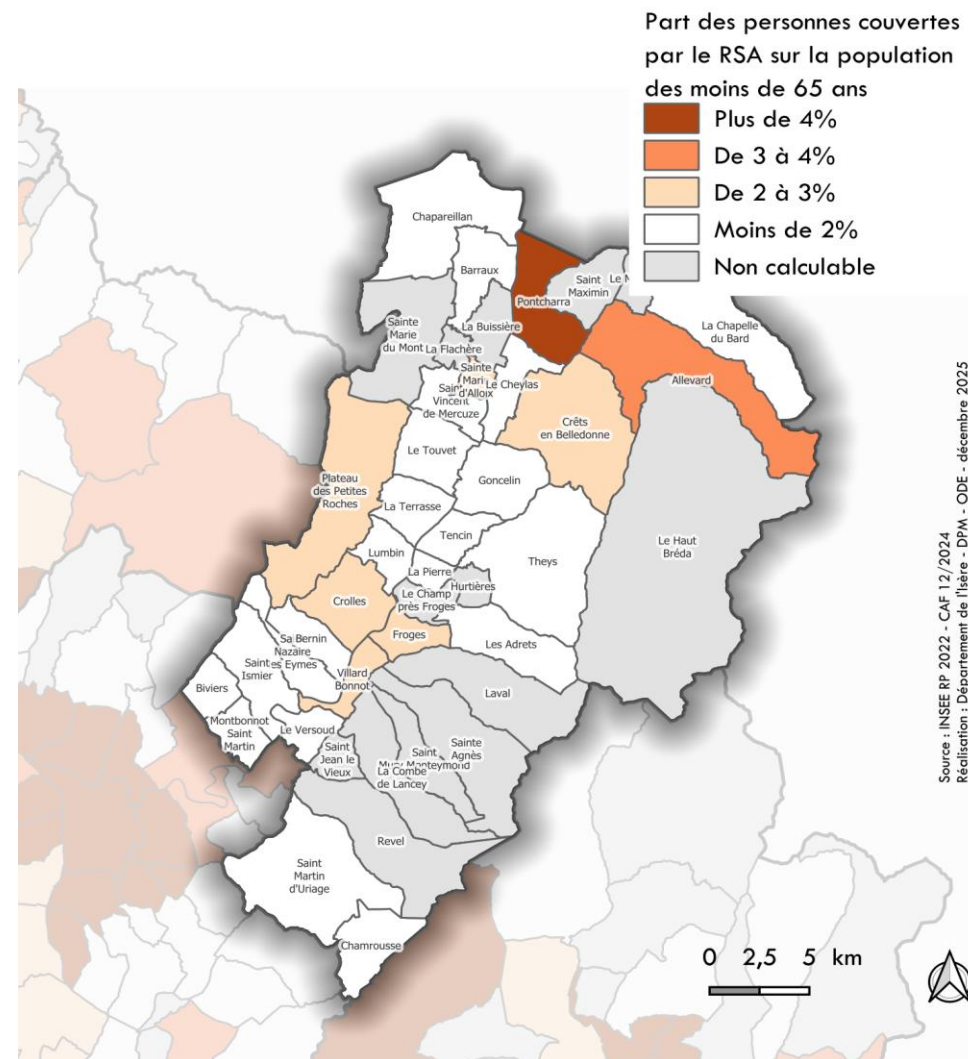 Part des personnes couvertes
par le RSA sur la population
des moins de 65 ans
Plus de 4%
De 3 à 4%
De 2 à 3%
Moins de 2%
Non calculable
Chapareillan
Barraux
Pontcharra
Saint
Maximin
Le
La Chapelle
du Bard
Sainte
Marie
du Mont
La Flachère
La Buissière
Allevard
Sainte
d'Alloix
Le Cheylas
Vincent
de Mercuze
Crêts
en Belledonne
Le Touvet
Plateau
des Petites
Roches
Goncelin
La Terrasse
Tencin
Lumbin
Theys
Le Haut
Bréda
La Pierre
Hurtières
Le Champ
près Froges
Crolles
Froges
Les Adrets
Bernin
Nazaire
Eymes
Saint
Ismier
Villard
Bonnot
Biviers
Laval
Montbonnot
Saint
Martin
Le Versoud
Saint
Jean le
Vieux
Sainte
Agnès
Saint
La Combe
de Lancey
Revel
Saint
Martin
d'Uriage
Chamrousse
0 2,5 5 km
Source : INSEE RP 2022 - CAF 12/2024
Réalisation : Département de l'Isère - DPM - ODE - décembre 2025